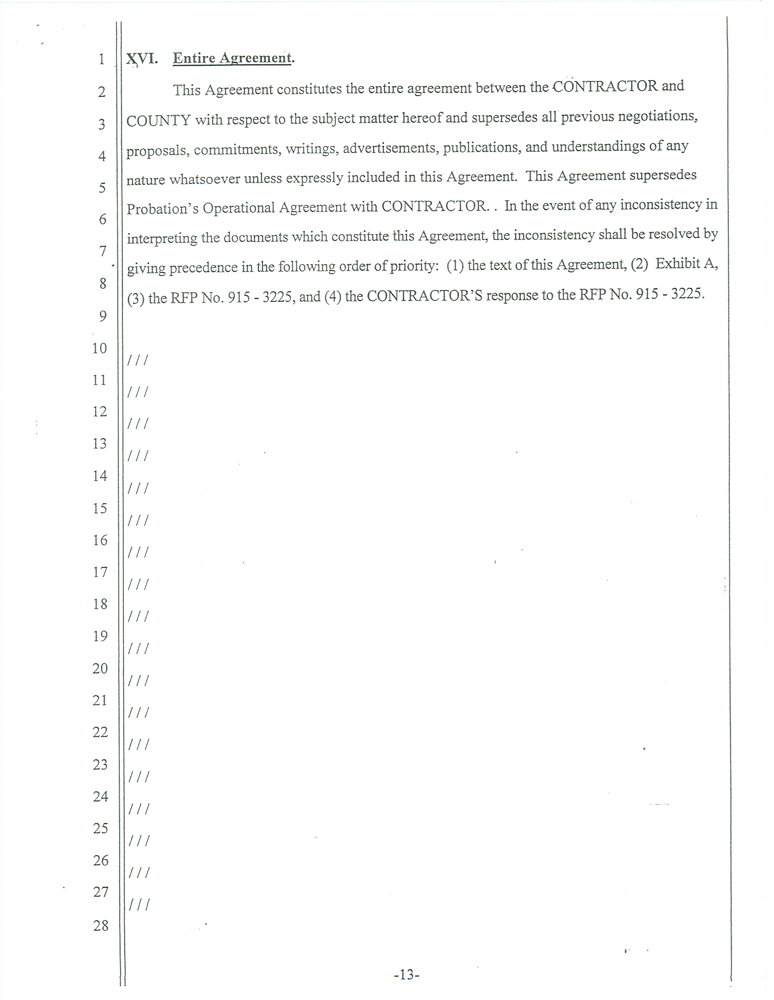 1 XVI. Entire Agreement.
2 This Agreement constitutes the entire agreement between the CONTRACTOR and
3 COUNTY with respect to the subject matter hereof and supersedes all previous negotiations,
4 proposals, commitments, writings, advertisements, publications, and understandings of any
5 nature whatsoever unless expressly included in this Agreement. This Agreement supersedes
6 Probation's Operational Agreement with CONTRACTOR. . In the event of any inconsistency in
7 interpreting the documents which constitute this Agreement, the inconsistency shall be resolved by
8 giving precedence in the following order of priority: (1) the text of this Agreement, (2) Exhibit A,
9 (3) the RFP No. 915 - 3225, and (4) the CONTRACTOR'S response to the RFP No. 915 - 3225.
10 ///
11 ///
12 ///
13 ///
14 ///
15 ///
16 ///
17 ///
18 ///
19 ///
20 ///
21 ///
22 ///
23 ///
24 ///
25 ///
26 ///
27 ///
28
-13-